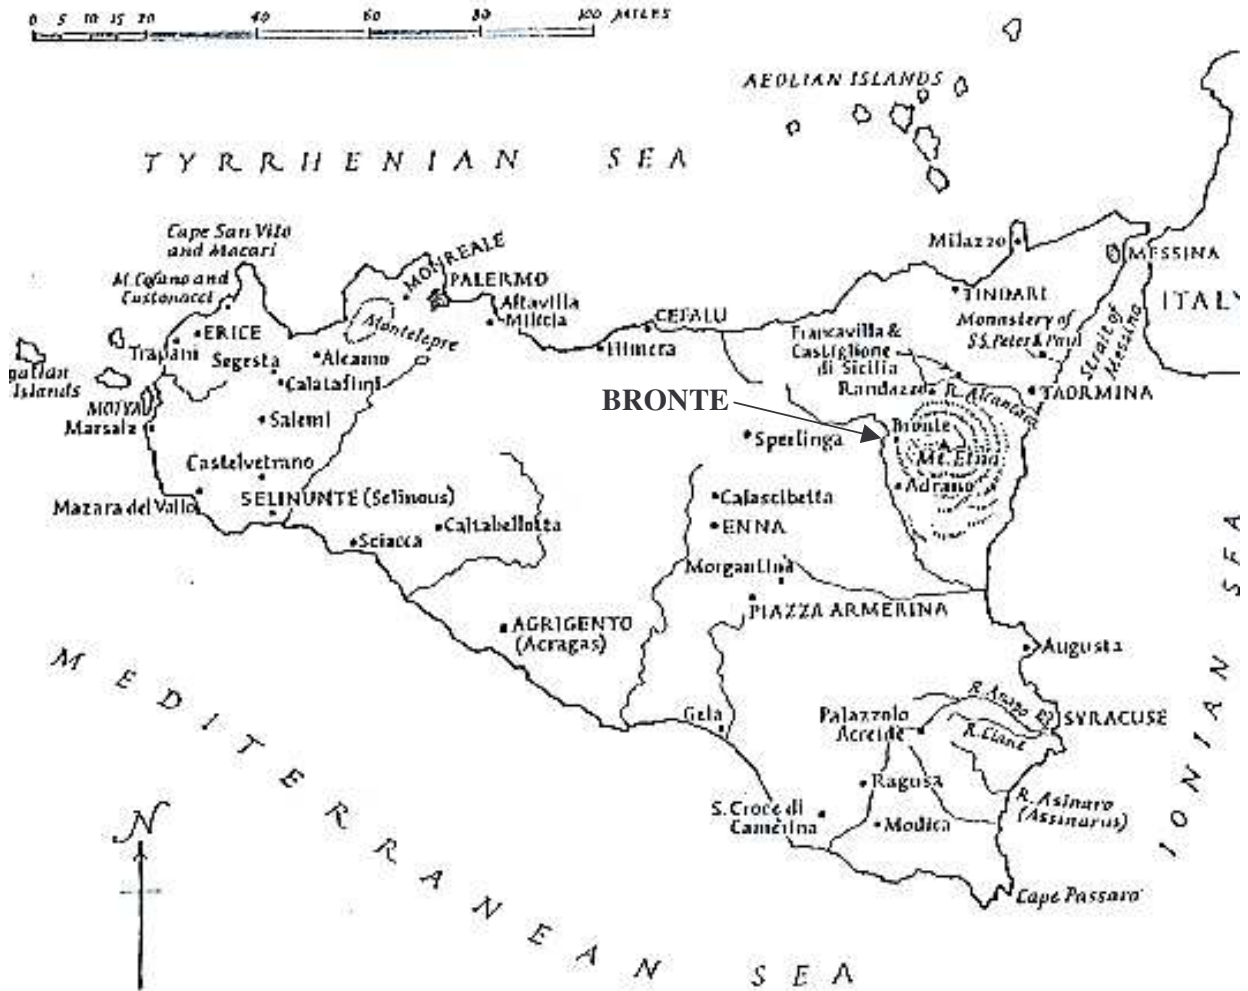 0 5 10 15 20 40 60 80 100 MILES
AEOLIAN ISLANDS
TYRRHENIAN SEA
Cape San Vito
and Macari
M. Cofano and
Custonacci
MONREALE
PALERMO
Milazzo
MESSINA
ITALY
TINDARI
Altavilla
Milicia
CEFALU
Himera
Montelepre
ERICE
Trapani
Segesta
Alcamo
Calatafimi
Islands
Francavilla &
Castiglione
di Sicilia
Monastery of
SS. Peter & Paul
Strait of
Messina
Randazzo
R. Alcantara
TAORMINA
BRONTE
MOTYA
Marsala
Salemi
Sperlinga
Bronte
Mt. Etna
Adrano
Castelvetrano
Mazara del Vallo
SELINUNTE (Selinous)
Sciacca
Caltabellotta
Calascibetta
ENNA
Morgantina
PIAZZA ARMERINA
AGRIGENTO
(Acragas)
Augusta
Gela
Palazzolo
Acreide
R. Anapo
R. Ciane
SYRACUSE
Ragusa
Modica
S. Croce di
Camerina
R. Asinaro
(Assinarus)
Cape Passaro
IONIAN SEA
MEDITERRANEAN SEA
N